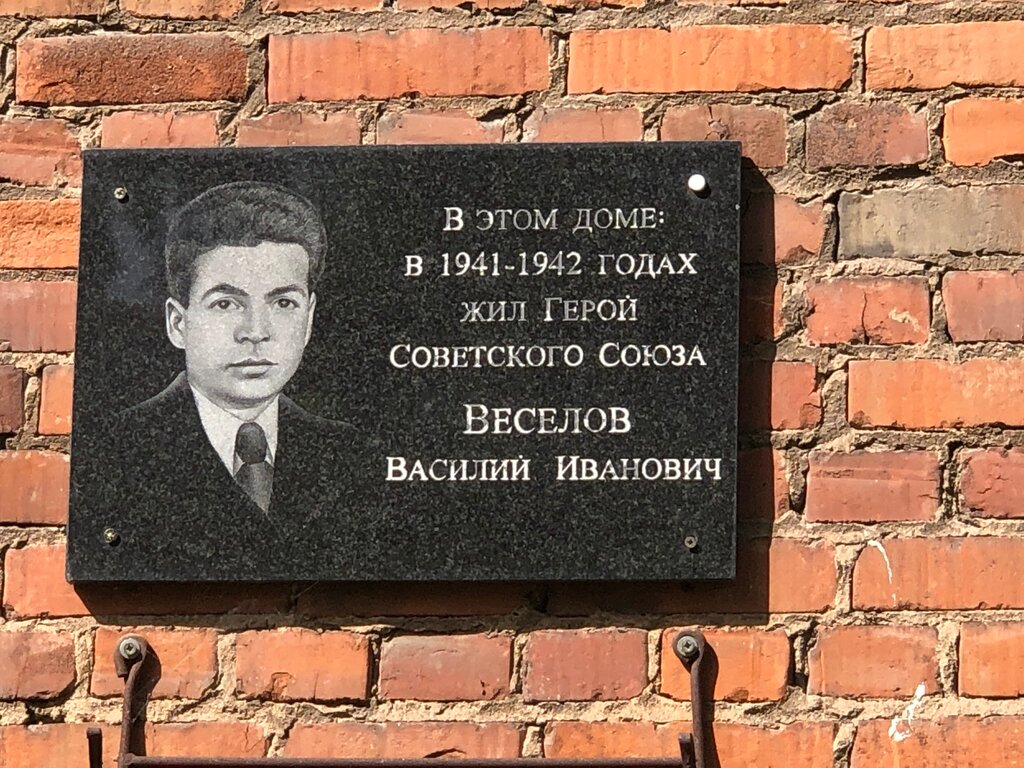 В ЭТОМ ДОМЕ:
В 1941-1942 ГОДАХ
ЖИЛ ГЕРОЙ
СОВЕТСКОГО СОЮЗА
ВЕСЕЛОВ
ВАСИЛИЙ ИВАНОВИЧ